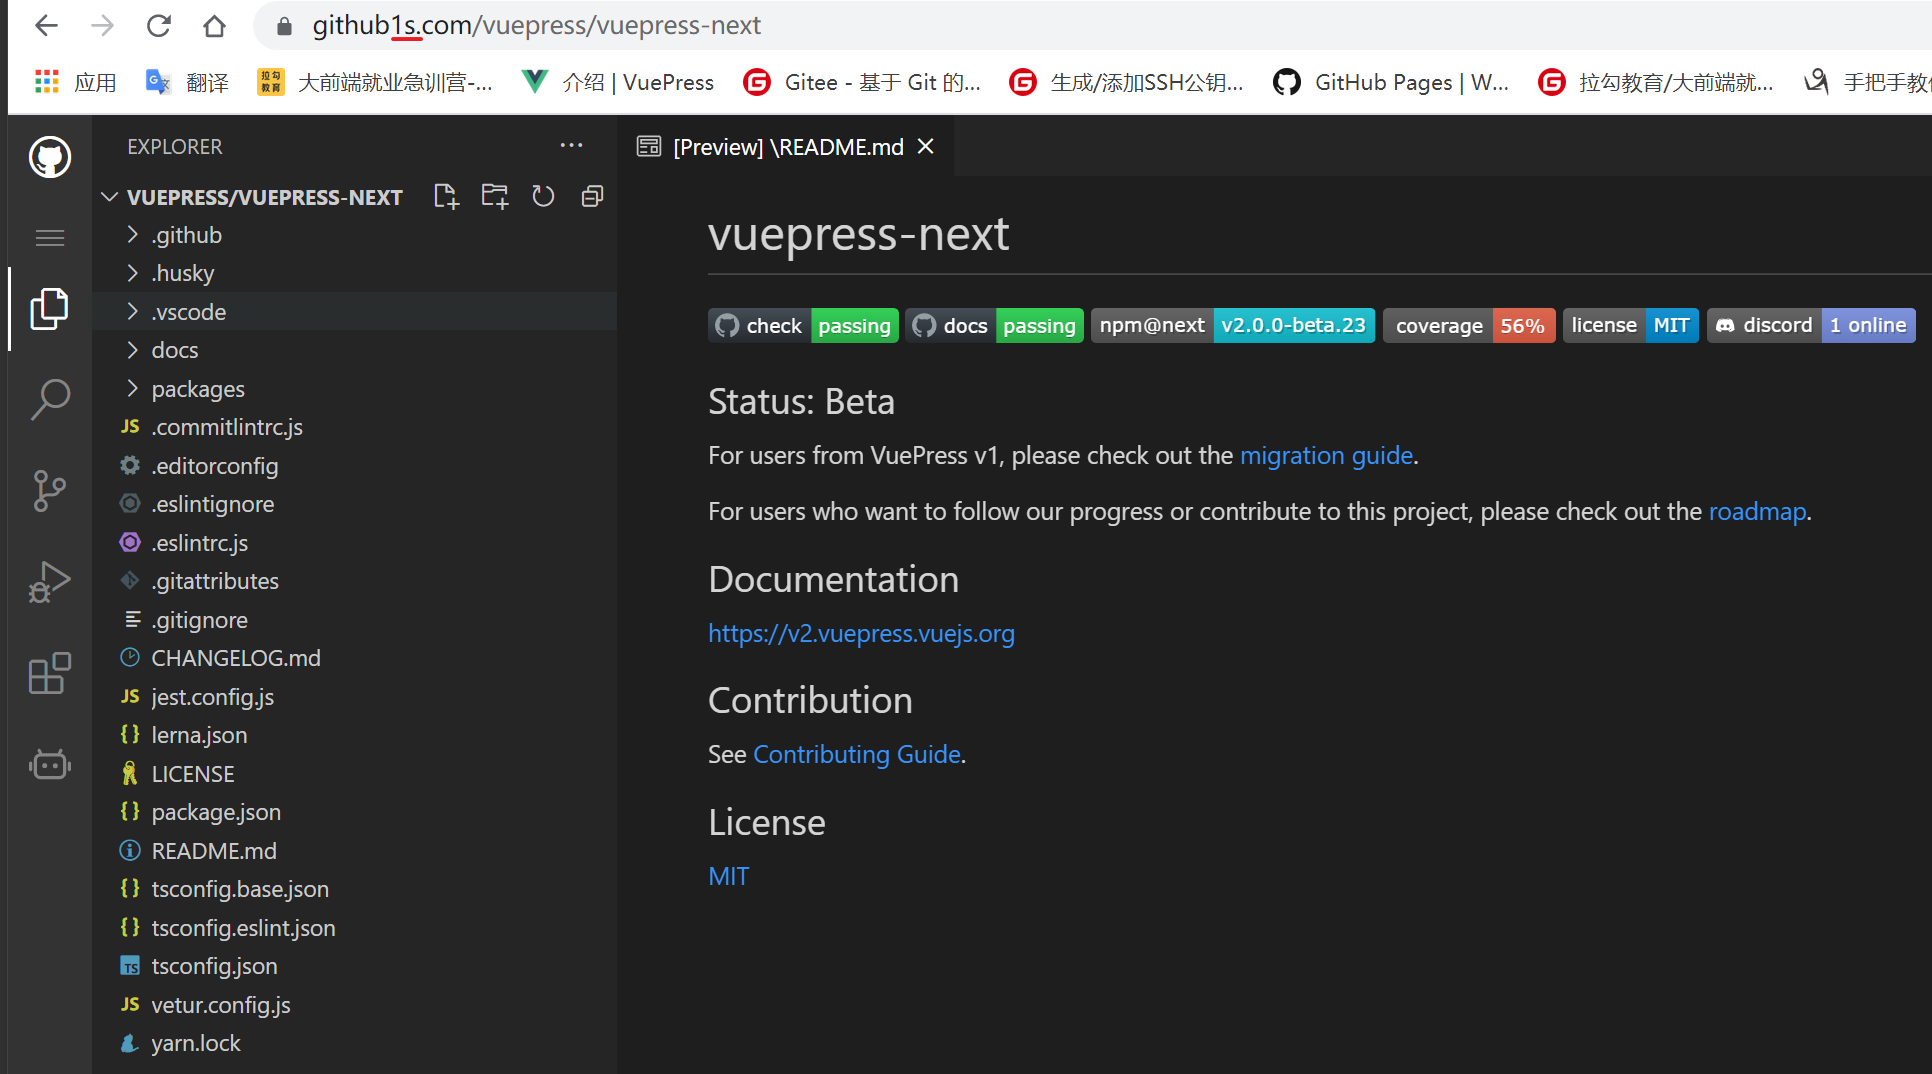 github1s.com/vuepress/vuepress-next
应用
翻译
拉勾教育
大前端就业急训营-...
介绍 | VuePress
Gitee - 基于 Git 的...
生成/添加SSH公钥...
GitHub Pages | W...
拉勾教育/大前端就...
手把手教
EXPLORER
[Preview] \README.md
VUEPRESS/VUEPRESS-NEXT
.github
.husky
.vscode
docs
packages
JS .commitlintrc.js
.editorconfig
.eslintignore
.eslintrc.js
.gitattributes
.gitignore
CHANGELOG.md
JS jest.config.js
{} lerna.json
LICENSE
{} package.json
README.md
{} tsconfig.base.json
{} tsconfig.eslint.json
TS tsconfig.json
JS vetur.config.js
yarn.lock
vuepress-next
check passing docs passing npm@next v2.0.0-beta.23 coverage 56% license MIT discord 1 online
Status: Beta
For users from VuePress v1, please check out the migration guide.
For users who want to follow our progress or contribute to this project, please check out the roadmap.
Documentation
https://v2.vuepress.vuejs.org
Contribution
See Contributing Guide.
License
MIT